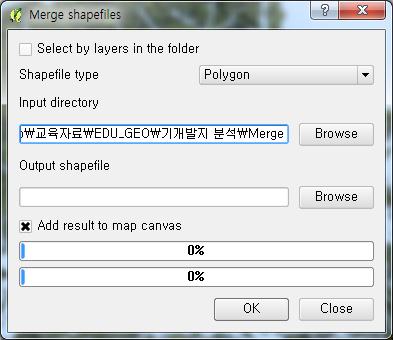 Merge shapefiles
Select by layers in the folder
Shapefile type
Polygon
Input directory
₩교육자료₩EDU_GEO₩기개발지 분석₩Merge
Browse
Output shapefile
Browse
Add result to map canvas
0%
0%
OK
Close